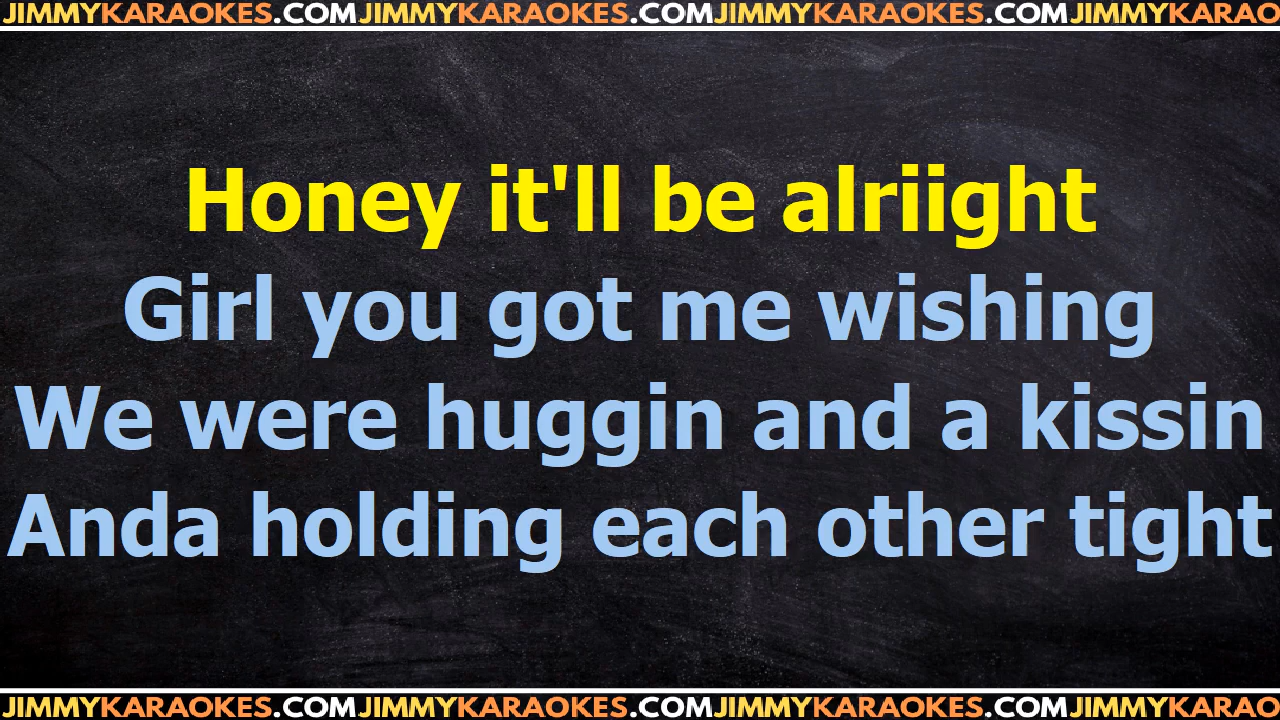 JIMMYKARAOKES.COMJIMMYKARAOKES.COMJIMMYKARAOKES.COMJIMMYKARAO
Honey it'll be alriight
Girl you got me wishing
We were huggin and a kissin
Anda holding each other tight
JIMMYKARAOKES.COMJIMMYKARAOKES.COMJIMMYKARAOKES.COMJIMMYKARAO